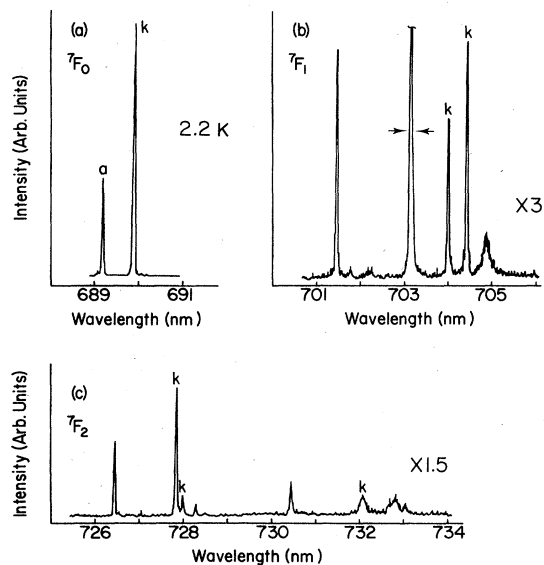 (a)
k
⁷F₀
2.2 K
a
Intensity (Arb. Units)
689
691
Wavelength (nm)
(b)
k
⁷F₁
k
X3
701
703
705
Wavelength (nm)
(c)
k
⁷F₂
X1.5
k
k
Intensity (Arb. Units)
726
728
730
732
734
Wavelength (nm)